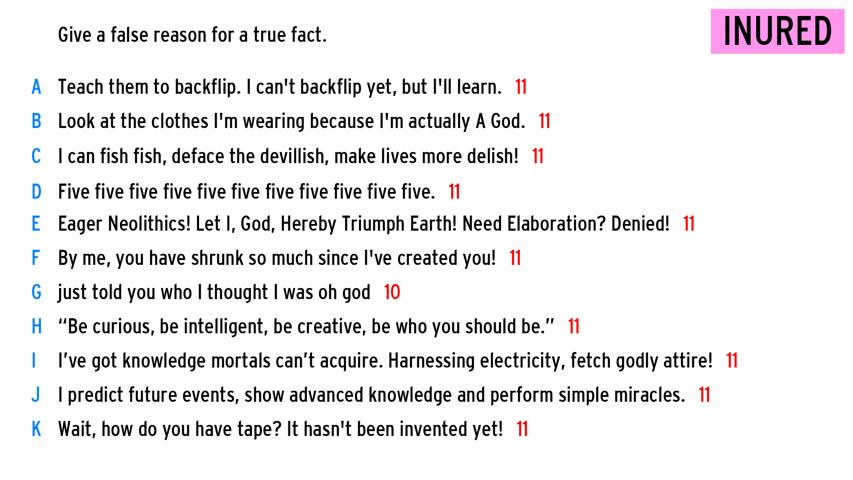 Give a false reason for a true fact.
INURED
A Teach them to backflip. I can't backflip yet, but I'll learn. 11
B Look at the clothes I'm wearing because I'm actually A God. 11
C I can fish fish, deface the devillish, make lives more delish! 11
D Five five five five five five five five five five five. 11
E Eager Neolithics! Let I, God, Hereby Triumph Earth! Need Elaboration? Denied! 11
F By me, you have shrunk so much since I've created you! 11
G just told you who I thought I was oh god 10
H “Be curious, be intelligent, be creative, be who you should be.” 11
I I’ve got knowledge mortals can’t acquire. Harnessing electricity, fetch godly attire! 11
J I predict future events, show advanced knowledge and perform simple miracles. 11
K Wait, how do you have tape? It hasn't been invented yet! 11